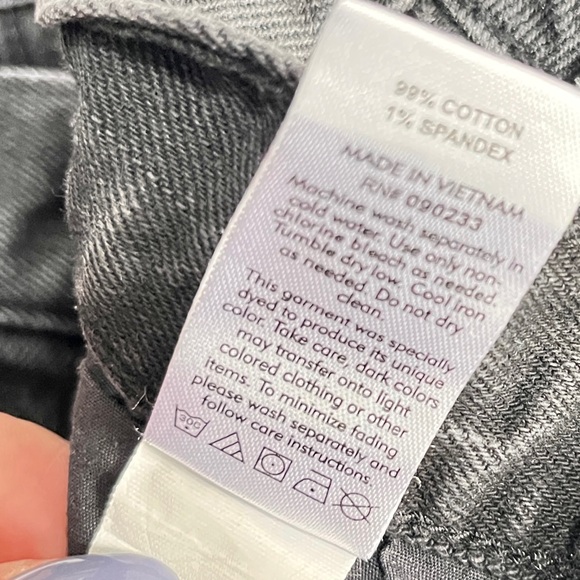 99% COTTON
1% SPANDEX
MADE IN VIETNAM
RN# 090233
Machine wash separately in
cold water. Use only non-
chlorine bleach as needed.
Tumble dry low. Cool iron
as needed. Do not dry
clean.
This garment was specially
dyed to produce its unique
color. Take care, dark colors
may transfer onto light
colored clothing or other
items. To minimize fading
please wash separately and
follow care instructions.
30C